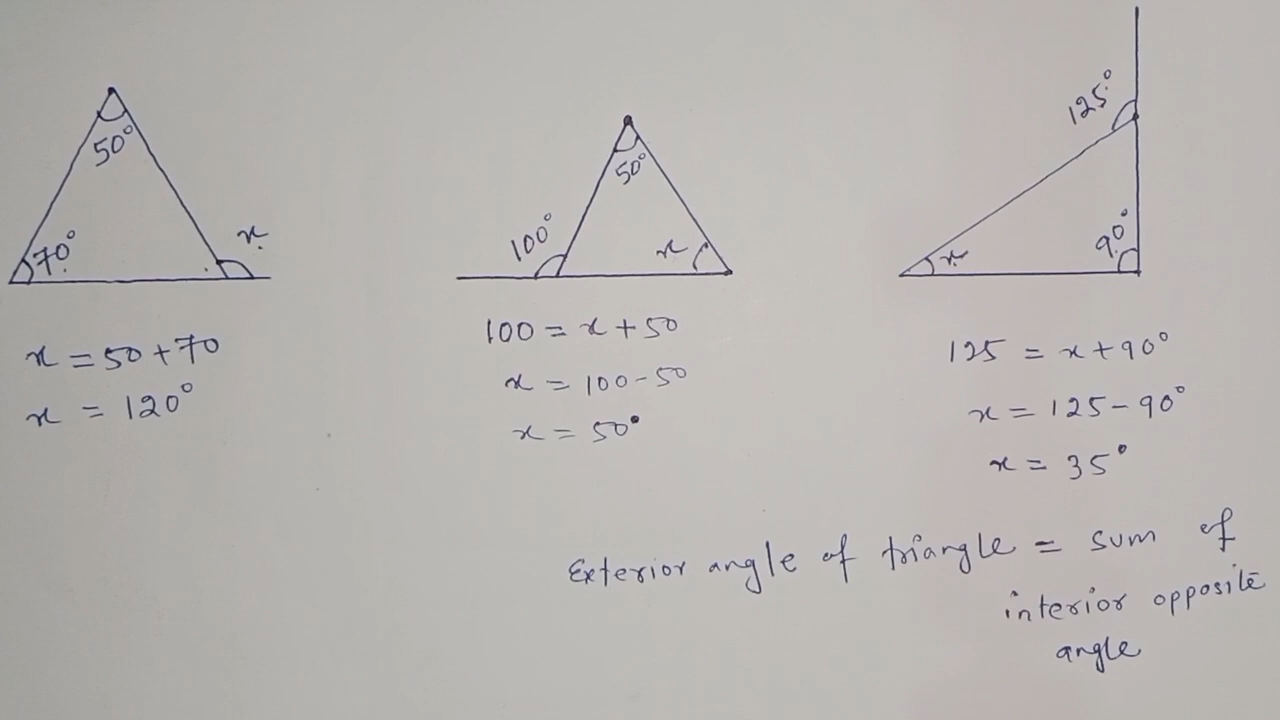 50°
70°
x
x = 50 + 70
x = 120°
50°
100°
x
100 = x + 50
x = 100 - 50
x = 50°
125°
90°
x
125 = x + 90°
x = 125 - 90°
x = 35°
Exterior angle of triangle = sum of
interior opposite
angle